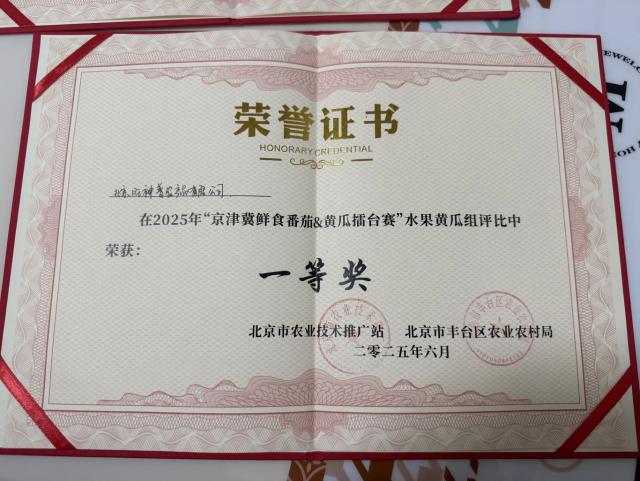 荣誉证书
HONORARY CREDENTIAL
在2025年“京津冀鲜食番茄&黄瓜擂台赛”水果黄瓜组评比中
荣获：
一等奖
北京市农业技术推广站 北京市丰台区农业农村局
二零二五年六月